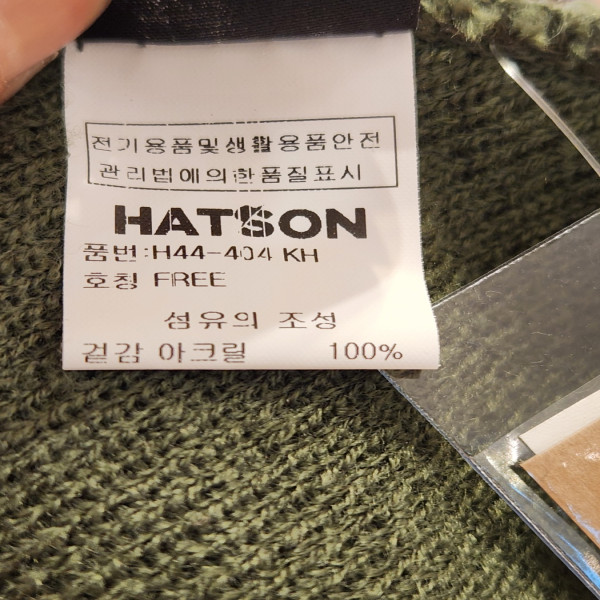 전기용품및생활용품안전
관리법에의한품질표시
HATSON
품번:H44-404 KH
호칭 FREE
섬유의 조성
겉감 아크릴 100%